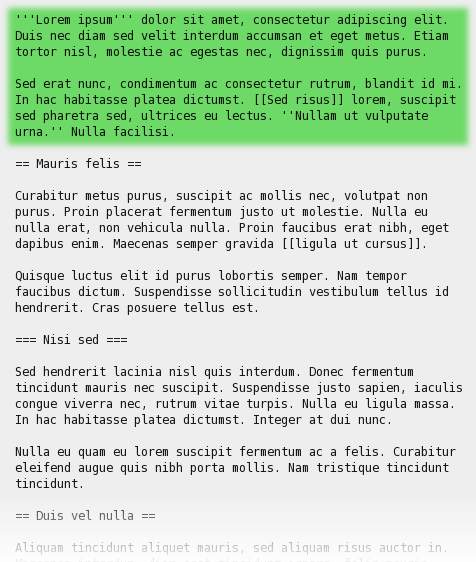 '''Lorem ipsum''' dolor sit amet, consectetur adipiscing elit.
Duis nec diam sed velit interdum accumsan et eget metus. Etiam
tortor nisl, molestie ac egestas nec, dignissim quis purus.
Sed erat nunc, condimentum ac consectetur rutrum, blandit id mi.
In hac habitasse platea dictumst. [[Sed risus]] lorem, suscipit
sed pharetra sed, ultrices eu lectus. ''Nullam ut vulputate
urna.'' Nulla facilisi.
== Mauris felis ==
Curabitur metus purus, suscipit ac mollis nec, volutpat non
purus. Proin placerat fermentum justo ut molestie. Nulla eu
nulla erat, non vehicula nulla. Proin faucibus erat nibh, eget
dapibus enim. Maecenas semper gravida [[ligula ut cursus]].
Quisque luctus elit id purus lobortis semper. Nam tempor
faucibus dictum. Suspendisse sollicitudin vestibulum tellus id
hendrerit. Cras posuere tellus est.
=== Nisi sed ===
Sed hendrerit lacinia nisl quis interdum. Donec fermentum
tincidunt mauris nec suscipit. Suspendisse justo sapien, iaculis
congue viverra nec, rutrum vitae turpis. Nulla eu ligula massa.
In hac habitasse platea dictumst. Integer at dui nunc.
Nulla eu quam eu lorem suscipit fermentum ac a felis. Curabitur
eleifend augue quis nibh porta mollis. Nam tristique tincidunt
tincidunt.
== Duis vel nulla ==
Aliquam tincidunt aliquet mauris, sed aliquam risus auctor in.